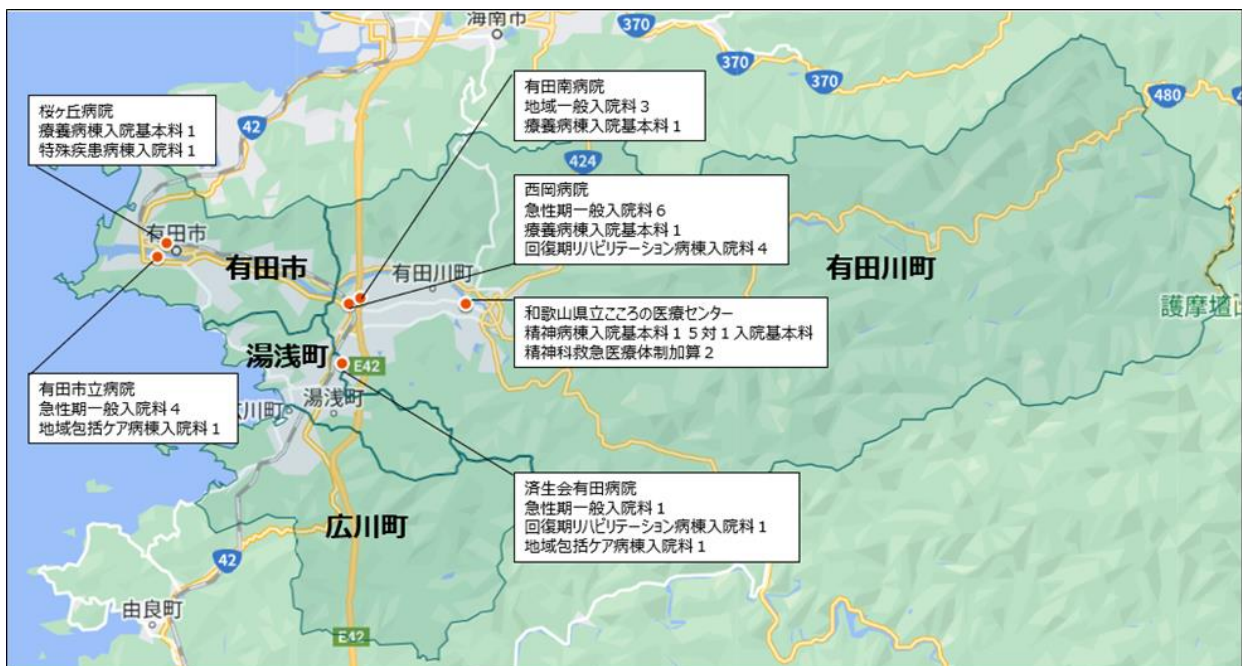 海南市
370
370
370
480
42
424
桜ヶ丘病院
療養病棟入院基本料１
特殊疾患病棟入院料１
有田南病院
地域一般入院料３
療養病棟入院基本料１
西岡病院
急性期一般入院料６
療養病棟入院基本料１
回復期リハビリテーション病棟入院料４
有田市
有田市
有田川町
有田川町
護摩壇山
和歌山県立こころの医療センター
精神病棟入院基本料１５対１入院基本料
精神科救急医療体制加算２
湯浅町
E42
湯浅町
広川町
有田市立病院
急性期一般入院料４
地域包括ケア病棟入院料１
済生会有田病院
急性期一般入院料１
回復期リハビリテーション病棟入院料１
地域包括ケア病棟入院料１
広川町
42
由良町
E42